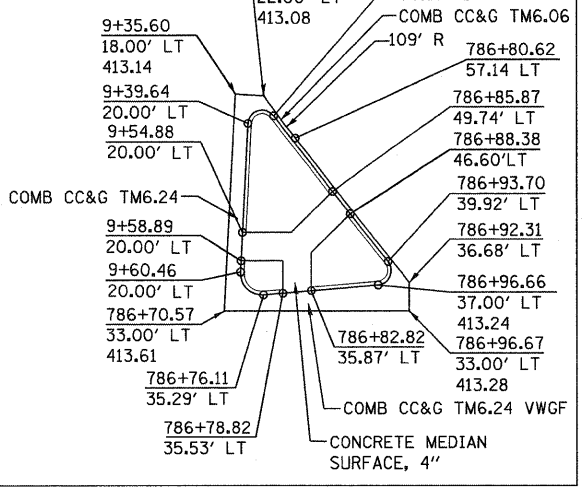 413.08
COMB CC&G TM6.06
109' R
9+35.60
18.00' LT
413.14
786+80.62
57.14 LT
9+39.64
20.00' LT
786+85.87
49.74' LT
9+54.88
20.00' LT
786+88.38
46.60'LT
COMB CC&G TM6.24
786+93.70
39.92' LT
9+58.89
20.00' LT
786+92.31
36.68' LT
9+60.46
20.00' LT
786+96.66
37.00' LT
413.24
786+70.57
33.00' LT
413.61
786+82.82
35.87' LT
786+96.67
33.00' LT
413.28
786+76.11
35.29' LT
COMB CC&G TM6.24 VWGF
786+78.82
35.53' LT
CONCRETE MEDIAN
SURFACE, 4"